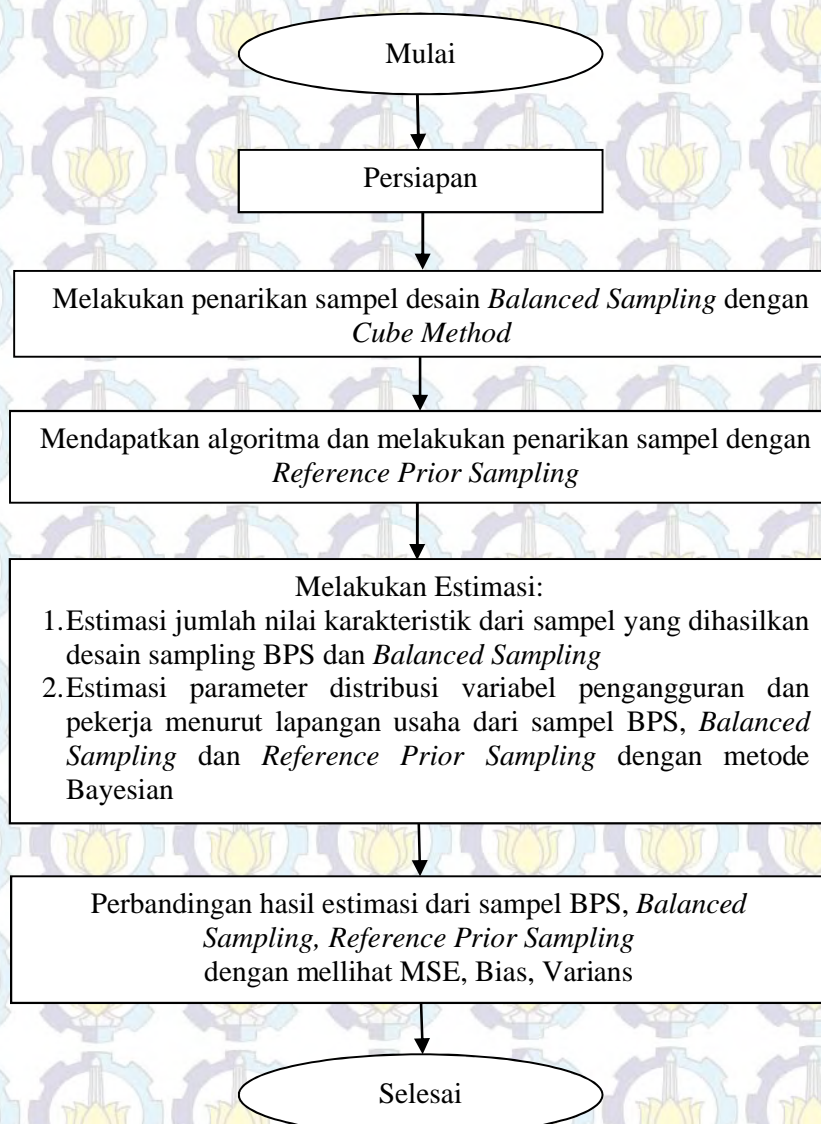 Mulai
Persiapan
Melakukan penarikan sampel desain Balanced Sampling dengan
Cube Method
Mendapatkan algoritma dan melakukan penarikan sampel dengan
Reference Prior Sampling
Melakukan Estimasi:
1.Estimasi jumlah nilai karakteristik dari sampel yang dihasilkan
desain sampling BPS dan Balanced Sampling
2.Estimasi parameter distribusi variabel pengangguran dan
pekerja menurut lapangan usaha dari sampel BPS, Balanced
Sampling dan Reference Prior Sampling dengan metode
Bayesian
Perbandingan hasil estimasi dari sampel BPS, Balanced
Sampling, Reference Prior Sampling
dengan mellihat MSE, Bias, Varians
Selesai